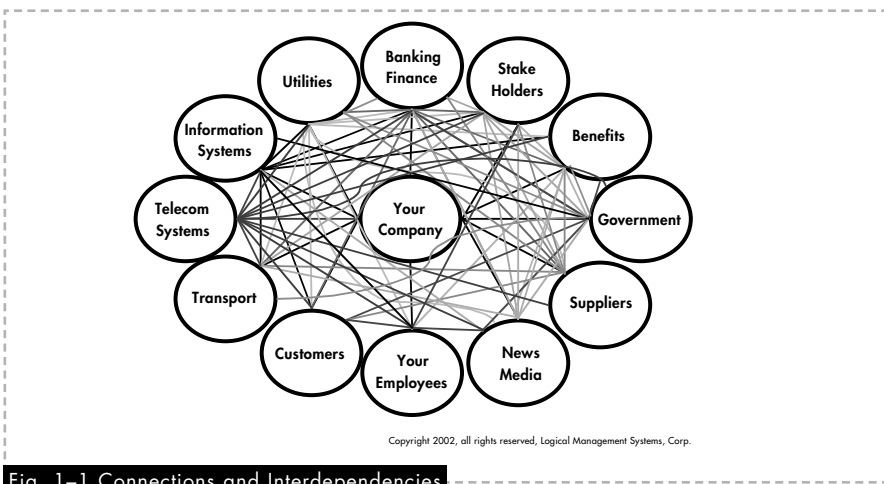 Banking
Finance
Stake
Holders
Utilities
Information
Systems
Benefits
Telecom
Systems
Your
Company
Government
Transport
Suppliers
Customers
Your
Employees
News
Media
Copyright 2002, all rights reserved, Logical Management Systems, Corp.
Fig. 1–1 Connections and Interdependencies